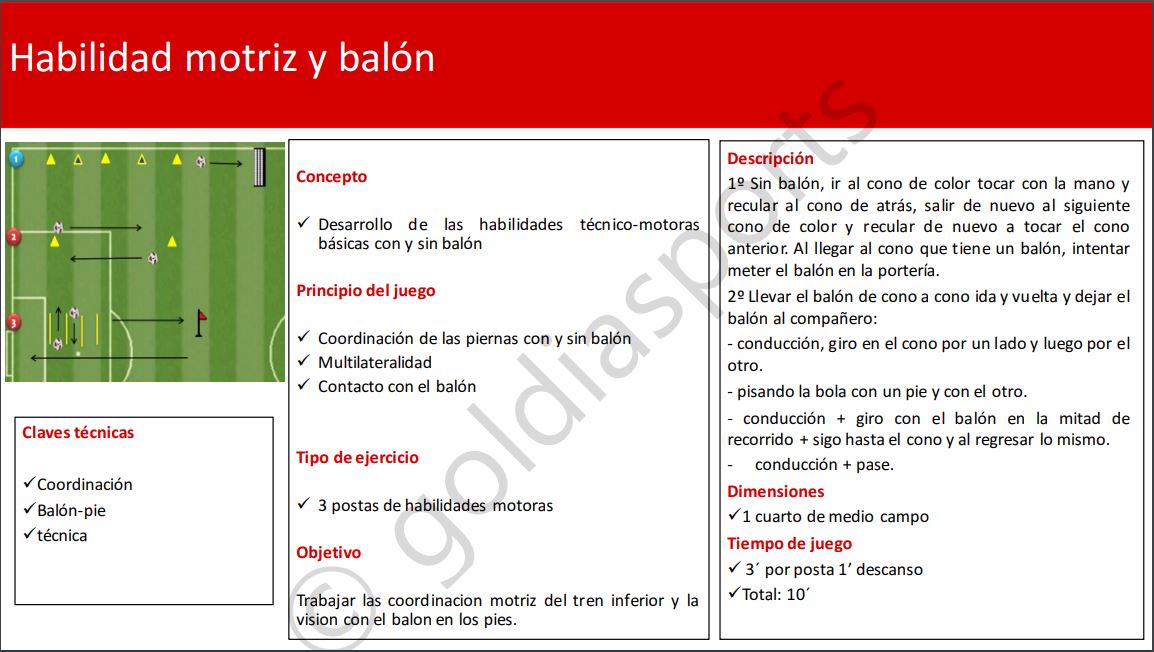 Habilidad motriz y balón
1
2
3
Claves técnicas
✓Coordinación
✓Balón-pie
✓técnica
Concepto
✓ Desarrollo de las habilidades técnico-motoras
básicas con y sin balón
Principio del juego
✓ Coordinación de las piernas con y sin balón
✓ Multilateralidad
✓ Contacto con el balón
Tipo de ejercicio
✓ 3 postas de habilidades motoras
Objetivo
Trabajar las coordinacion motriz del tren inferior y la
vision con el balon en los pies.
Descripción
1º Sin balón, ir al cono de color tocar con la mano y
recular al cono de atrás, salir de nuevo al siguiente
cono de color y recular de nuevo a tocar el cono
anterior. Al llegar al cono que tiene un balón, intentar
meter el balón en la portería.
2º Llevar el balón de cono a cono ida y vuelta y dejar el
balón al compañero:
- conducción, giro en el cono por un lado y luego por el
otro.
- pisando la bola con un pie y con el otro.
- conducción + giro con el balón en la mitad de
recorrido + sigo hasta el cono y al regresar lo mismo.
- conducción + pase.
Dimensiones
✓1 cuarto de medio campo
Tiempo de juego
✓ 3´ por posta 1’ descanso
✓Total: 10´
© goldiasports